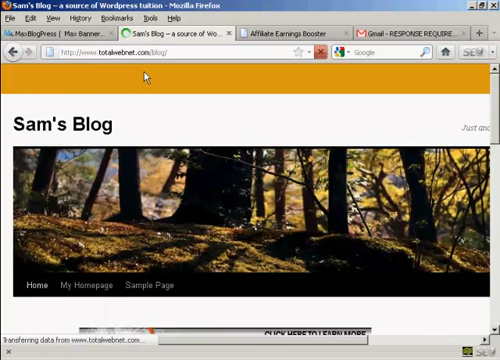 Sam's Blog – a source of Wordpress tuition - Mozilla Firefox
File Edit View History Bookmarks Tools Help
MaxBlogPress | Max Banner... Sam's Blog – a source of Wo... Affiliate Earnings Booster Gmail - RESPONSE REQUIRE...
http://www.totalwebnet.com/blog/ Google
Sam's Blog
Just ano
Home My Homepage Sample Page
CLICK HERE TO LEARN MORE
Transferring data from www.totalwebnet.com...